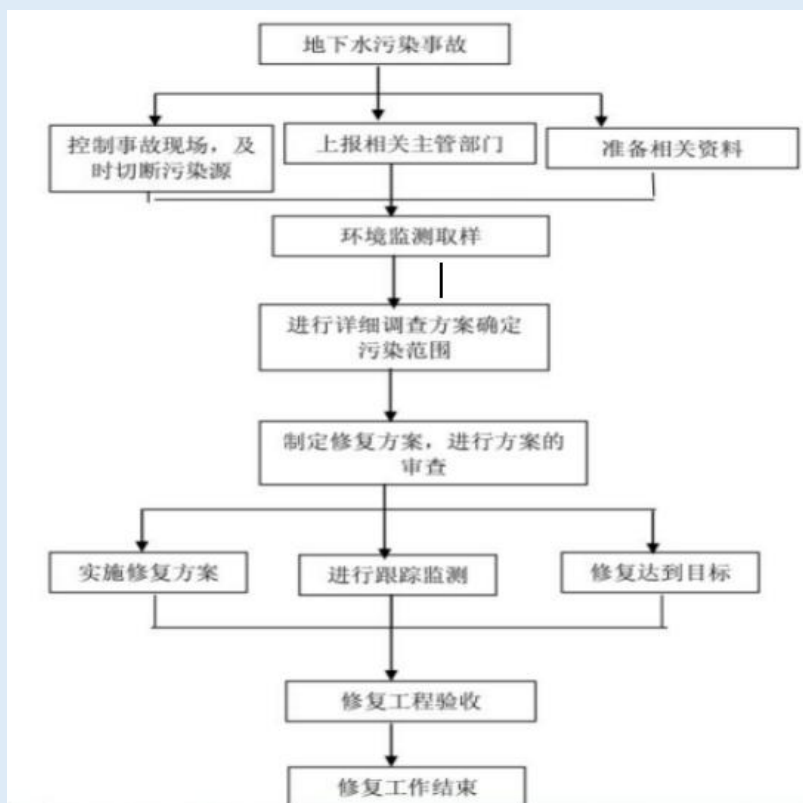 地下水污染事故
控制事故现场，及
时切断污染源
上报相关主管部门
准备相关资料
环境监测取样
进行详细调查方案确定
污染范围
制定修复方案，进行方案的
审查
实施修复方案
进行跟踪监测
修复达到目标
修复工程验收
修复工作结束